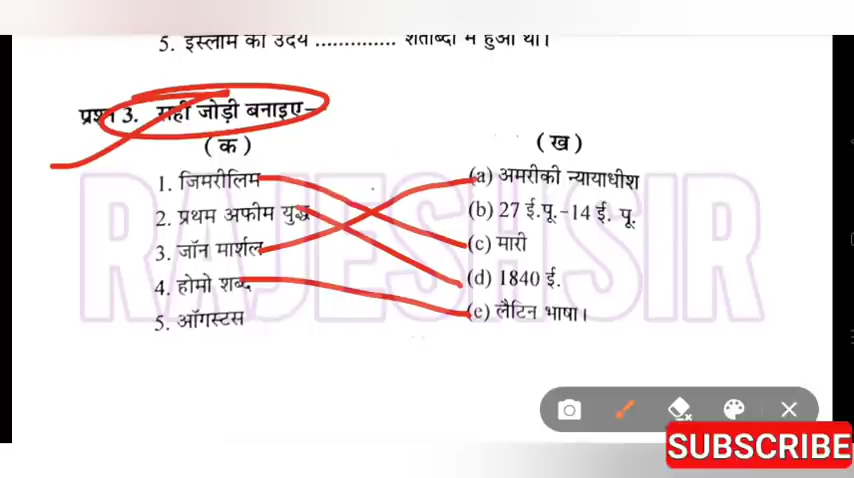 5. इस्लाम का उदय .............. शताब्दी में हुआ था।
प्रश्न 3. सही जोड़ी बनाइए–
(क) (ख)
1. जिमरीलिम (a) अमरीकी न्यायाधीश
2. प्रथम अफीम युद्ध (b) 27 ई.पू.-14 ई. पू.
3. जॉन मार्शल (c) मारी
4. होमो शब्द (d) 1840 ई.
5. ऑगस्टस (e) लैटिन भाषा।
RAJESH SIR
SUBSCRIBE